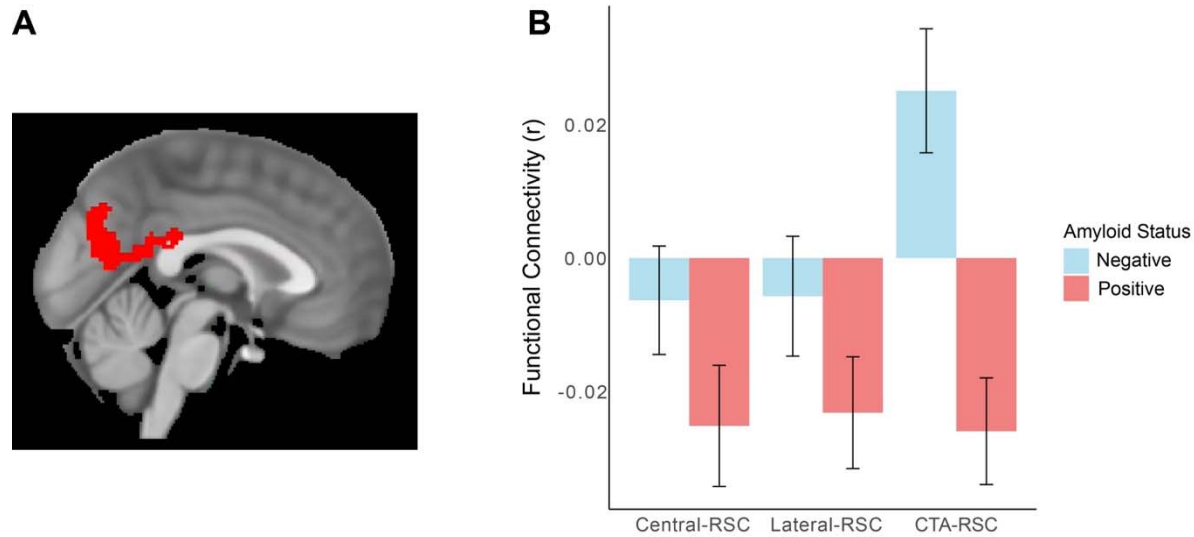 A
B
Functional Connectivity (r)
0.02
0.00
-0.02
Central-RSC
Lateral-RSC
CTA-RSC
Amyloid Status
Negative
Positive